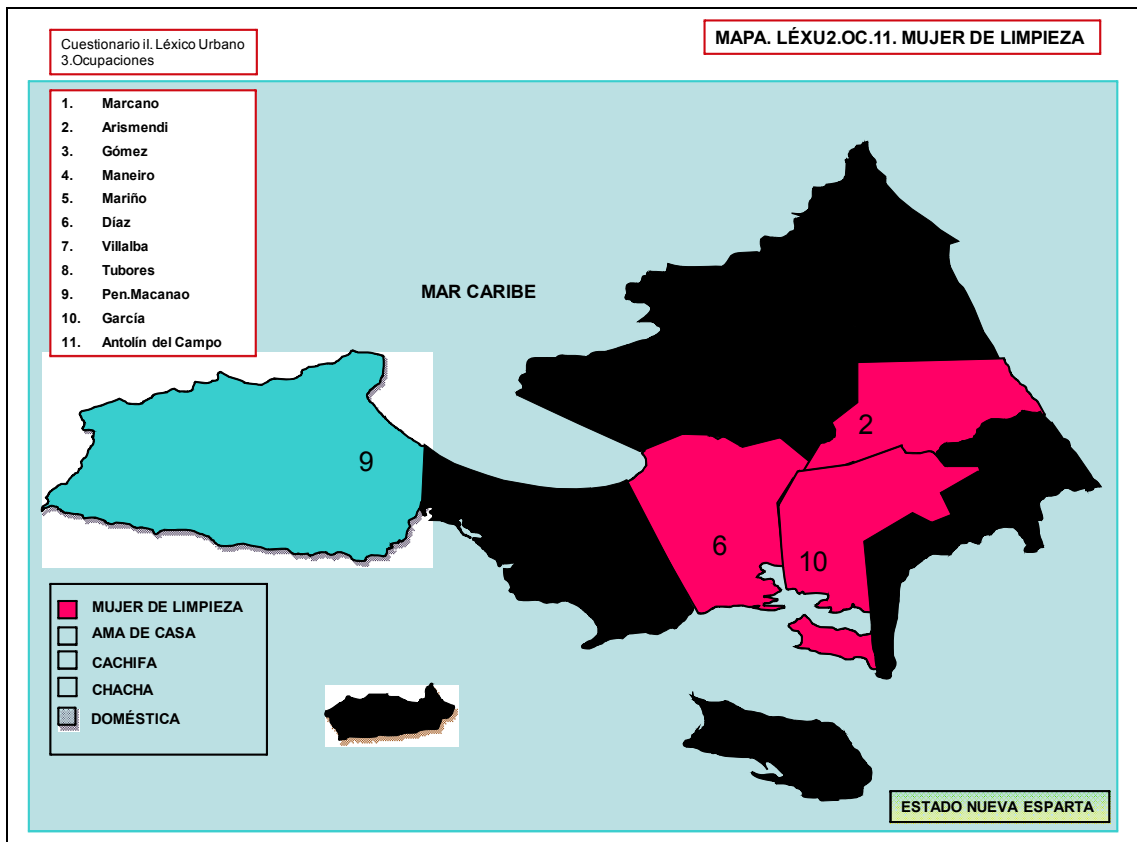 Cuestionario iI. Léxico Urbano
3.Ocupaciones
MAPA. LÉXU2.OC.11. MUJER DE LIMPIEZA
1. Marcano
2. Arismendi
3. Gómez
4. Maneiro
5. Mariño
6. Díaz
7. Villalba
8. Tubores
9. Pen.Macanao
10. García
11. Antolín del Campo
MAR CARIBE
2
9
6
10
MUJER DE LIMPIEZA
AMA DE CASA
CACHIFA
CHACHA
DOMÉSTICA
ESTADO NUEVA ESPARTA